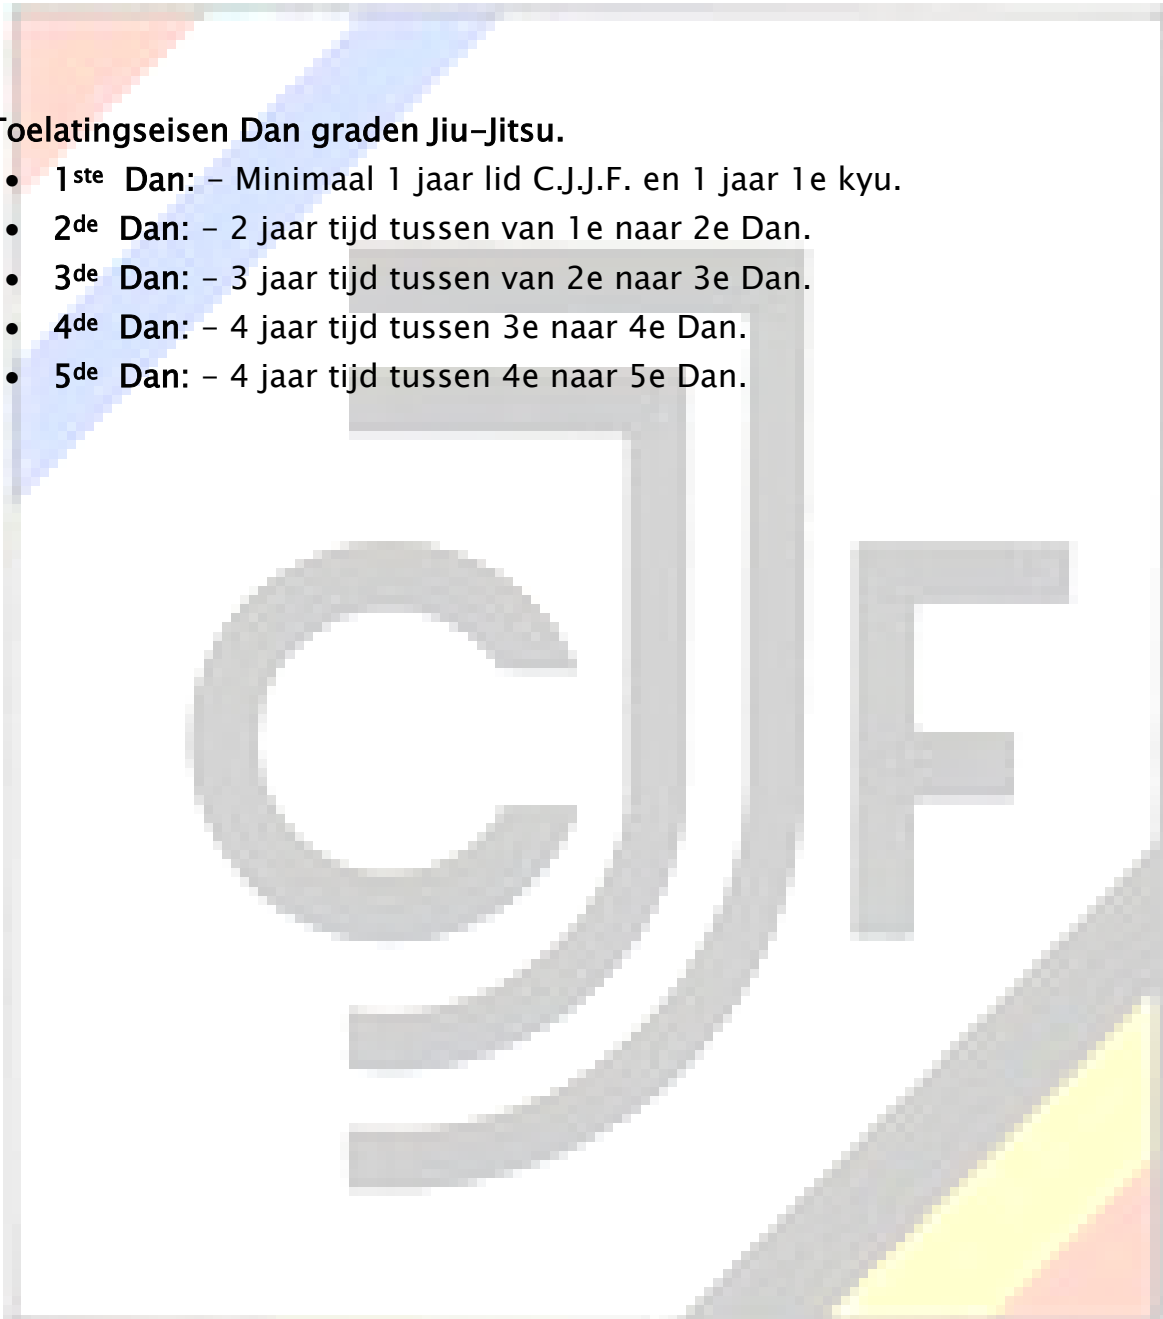 Toelatingseisen Dan graden Jiu-Jitsu.
• 1ste Dan: - Minimaal 1 jaar lid C.J.J.F. en 1 jaar 1e kyu.
• 2de Dan: - 2 jaar tijd tussen van 1e naar 2e Dan.
• 3de Dan: - 3 jaar tijd tussen van 2e naar 3e Dan.
• 4de Dan: - 4 jaar tijd tussen 3e naar 4e Dan.
• 5de Dan: - 4 jaar tijd tussen 4e naar 5e Dan.
CJJF